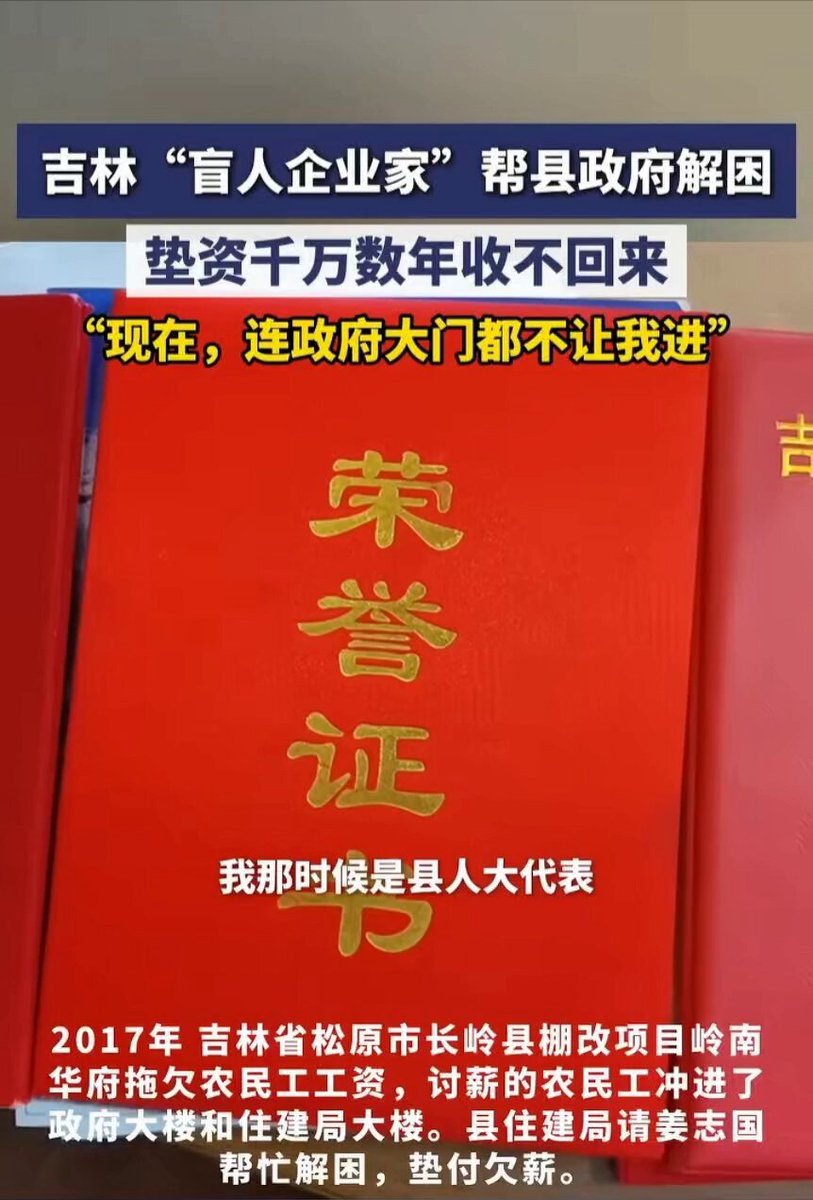 吉林“盲人企业家”帮县政府解困
垫资千万数年收不回来
“现在，连政府大门都不让我进”
吉
荣
誉
证
书
我那时候是县人大代表
2017年 吉林省松原市长岭县棚改项目岭南
华府拖欠农民工工资，讨薪的农民工冲进了
政府大楼和住建局大楼。县住建局请姜志国
帮忙解困，垫付欠薪。